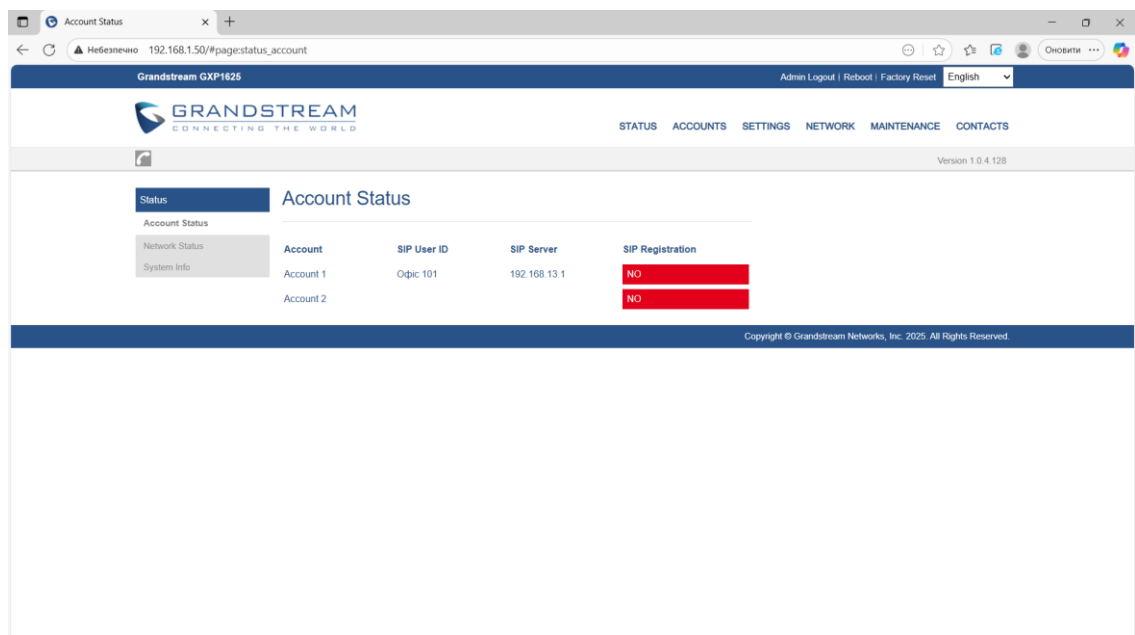 Account Status
Небезпечно 192.168.1.50/#page:status_account Оновити
Grandstream GXP1625 Admin Logout | Reboot | Factory Reset English
GRANDSTREAM
CONNECTING THE WORLD
STATUS ACCOUNTS SETTINGS NETWORK MAINTENANCE CONTACTS
Version 1.0.4.128
Status
Account Status
Network Status
System Info
Account Status
Account SIP User ID SIP Server SIP Registration
Account 1 Офіс 101 192.168.13.1 NO
Account 2 NO
Copyright © Grandstream Networks, Inc. 2025. All Rights Reserved.